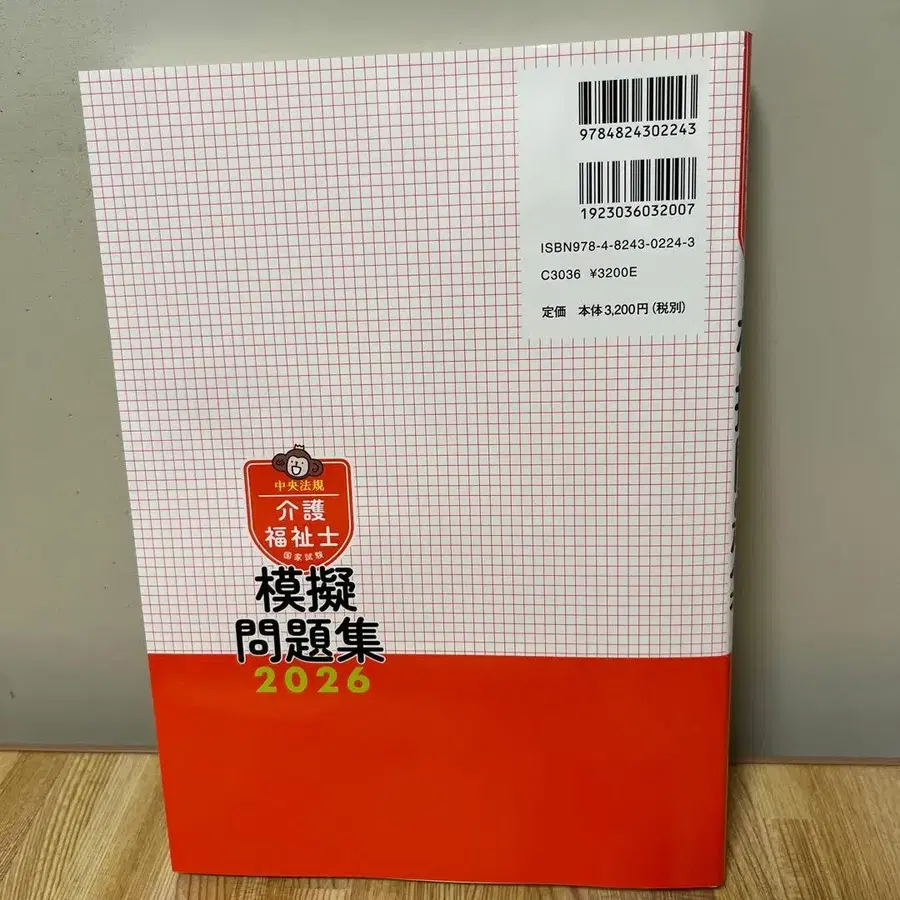 9784824302243
1923036032007
ISBN978-4-8243-0224-3
C3036 ¥3200E
定価 本体3,200円(税別)
中央法規
介護
福祉士
国家試験
模擬
問題集
2026